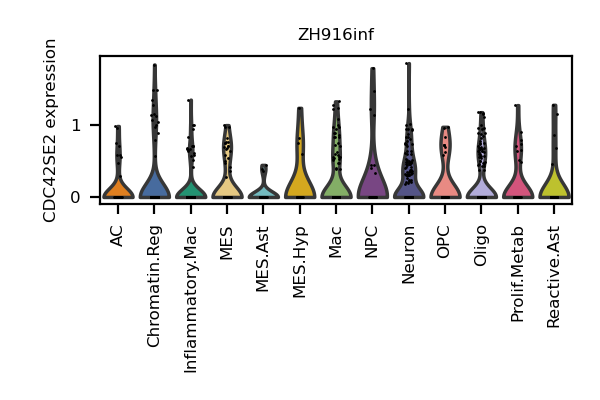 ZH916inf
CDC42SE2 expression
1
0
AC
Chromatin.Reg
Inflammatory.Mac
MES
MES.Ast
MES.Hyp
Mac
NPC
Neuron
OPC
Oligo
Prolif.Metab
Reactive.Ast